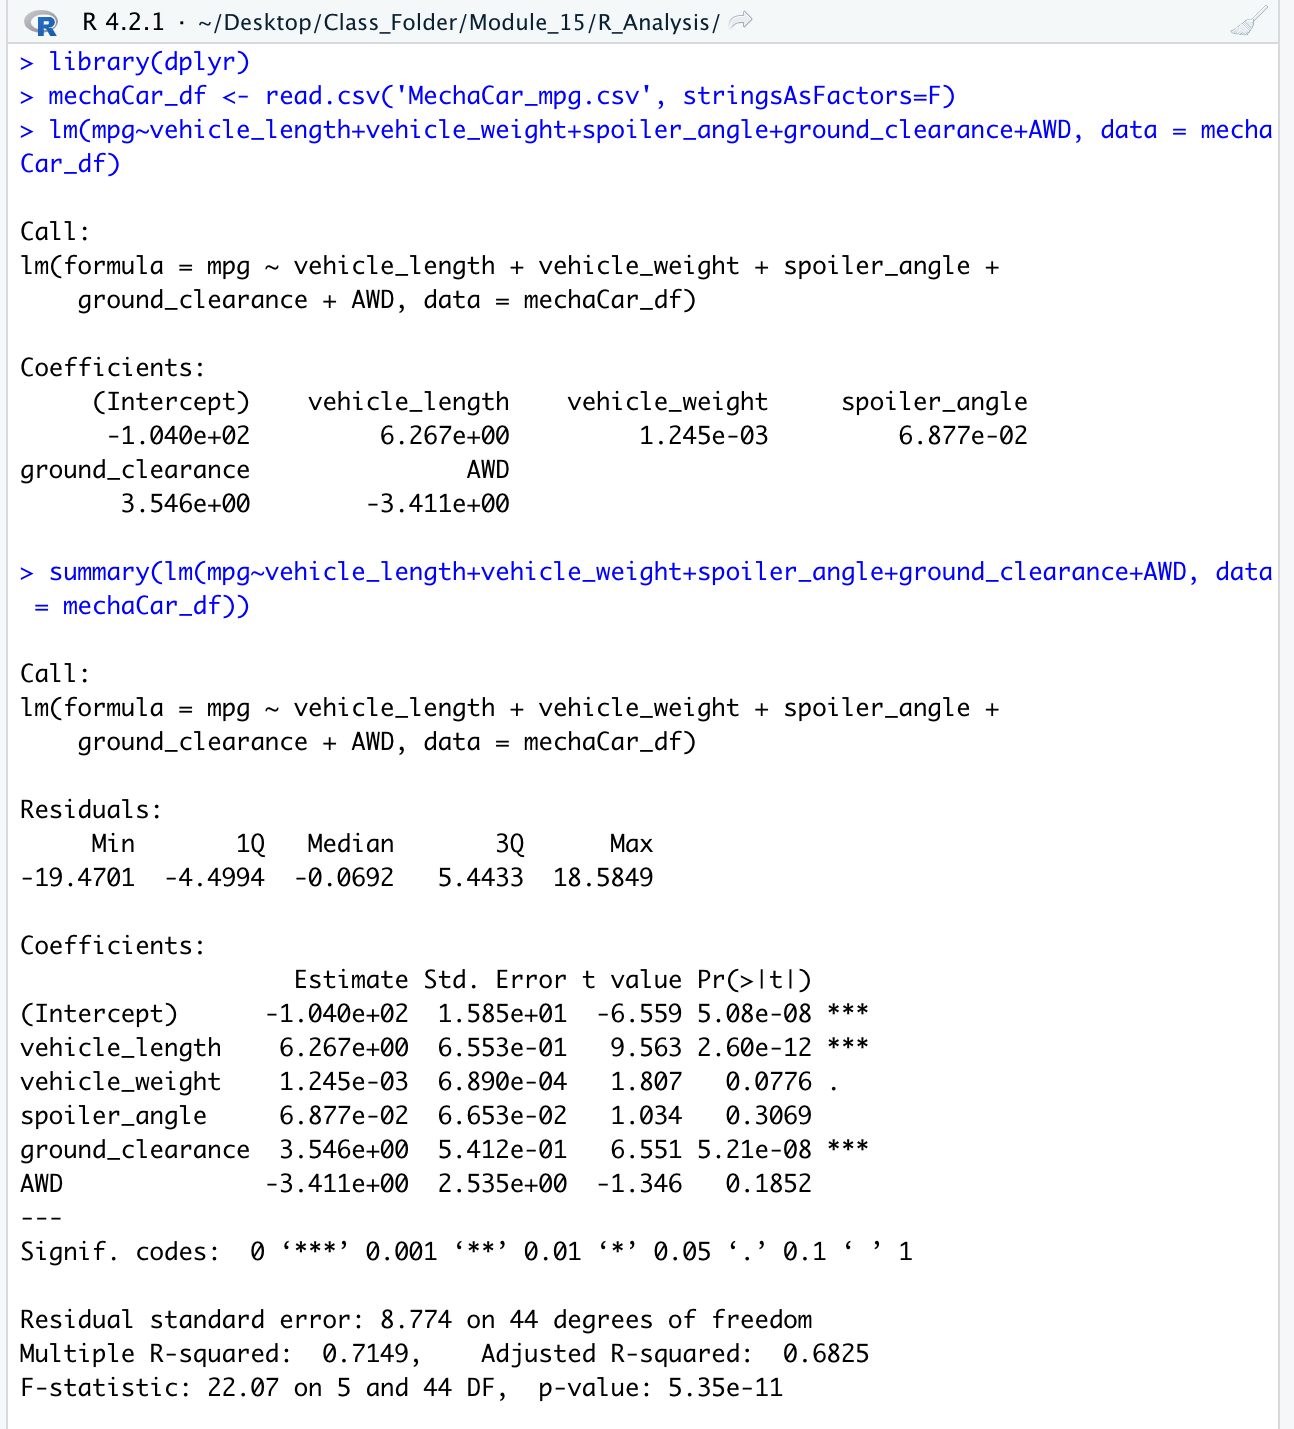 R R 4.2.1 · ~/Desktop/Class_Folder/Module_15/R_Analysis/
> library(dplyr)
> mechaCar_df <- read.csv('MechaCar_mpg.csv', stringsAsFactors=F)
> lm(mpg~vehicle_length+vehicle_weight+spoiler_angle+ground_clearance+AWD, data = mecha
Car_df)

Call:
lm(formula = mpg ~ vehicle_length + vehicle_weight + spoiler_angle +
    ground_clearance + AWD, data = mechaCar_df)

Coefficients:
     (Intercept)    vehicle_length    vehicle_weight     spoiler_angle
      -1.040e+02         6.267e+00         1.245e-03         6.877e-02
ground_clearance               AWD
       3.546e+00        -3.411e+00

> summary(lm(mpg~vehicle_length+vehicle_weight+spoiler_angle+ground_clearance+AWD, data
 = mechaCar_df))

Call:
lm(formula = mpg ~ vehicle_length + vehicle_weight + spoiler_angle +
    ground_clearance + AWD, data = mechaCar_df)

Residuals:
     Min       1Q   Median       3Q      Max
-19.4701  -4.4994  -0.0692   5.4433  18.5849

Coefficients:
                   Estimate Std. Error t value Pr(>|t|)
(Intercept)      -1.040e+02  1.585e+01  -6.559 5.08e-08 ***
vehicle_length    6.267e+00  6.553e-01   9.563 2.60e-12 ***
vehicle_weight    1.245e-03  6.890e-04   1.807   0.0776 .
spoiler_angle     6.877e-02  6.653e-02   1.034   0.3069
ground_clearance  3.546e+00  5.412e-01   6.551 5.21e-08 ***
AWD              -3.411e+00  2.535e+00  -1.346   0.1852
---
Signif. codes:  0 ‘***’ 0.001 ‘**’ 0.01 ‘*’ 0.05 ‘.’ 0.1 ‘ ’ 1

Residual standard error: 8.774 on 44 degrees of freedom
Multiple R-squared:  0.7149,    Adjusted R-squared:  0.6825
F-statistic: 22.07 on 5 and 44 DF,  p-value: 5.35e-11